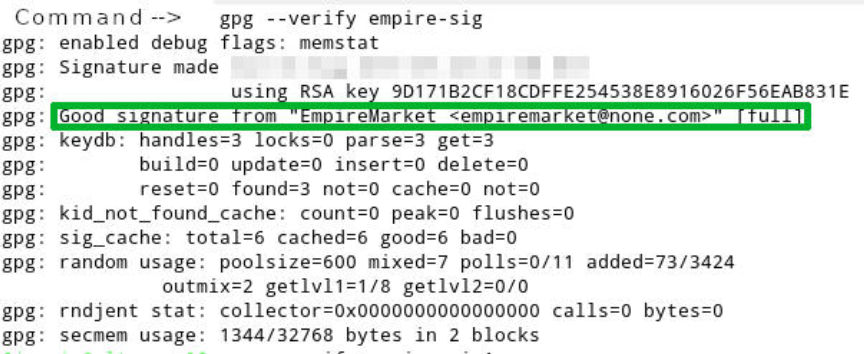 Command --> gpg --verify empire-sig
gpg: enabled debug flags: memstat
gpg: Signature made
gpg: using RSA key 9D171B2CF18CDFFE254538E8916026F56EAB831E
gpg: Good signature from "EmpireMarket <empiremarket@none.com>" [full]
gpg: keydb: handles=3 locks=0 parse=3 get=3
gpg: build=0 update=0 insert=0 delete=0
gpg: reset=0 found=3 not=0 cache=0 not=0
gpg: kid_not_found_cache: count=0 peak=0 flushes=0
gpg: sig_cache: total=6 cached=6 good=6 bad=0
gpg: random usage: poolsize=600 mixed=7 polls=0/11 added=73/3424
outmix=2 getlvl1=1/8 getlvl2=0/0
gpg: rndjent stat: collector=0x0000000000000000 calls=0 bytes=0
gpg: secmem usage: 1344/32768 bytes in 2 blocks